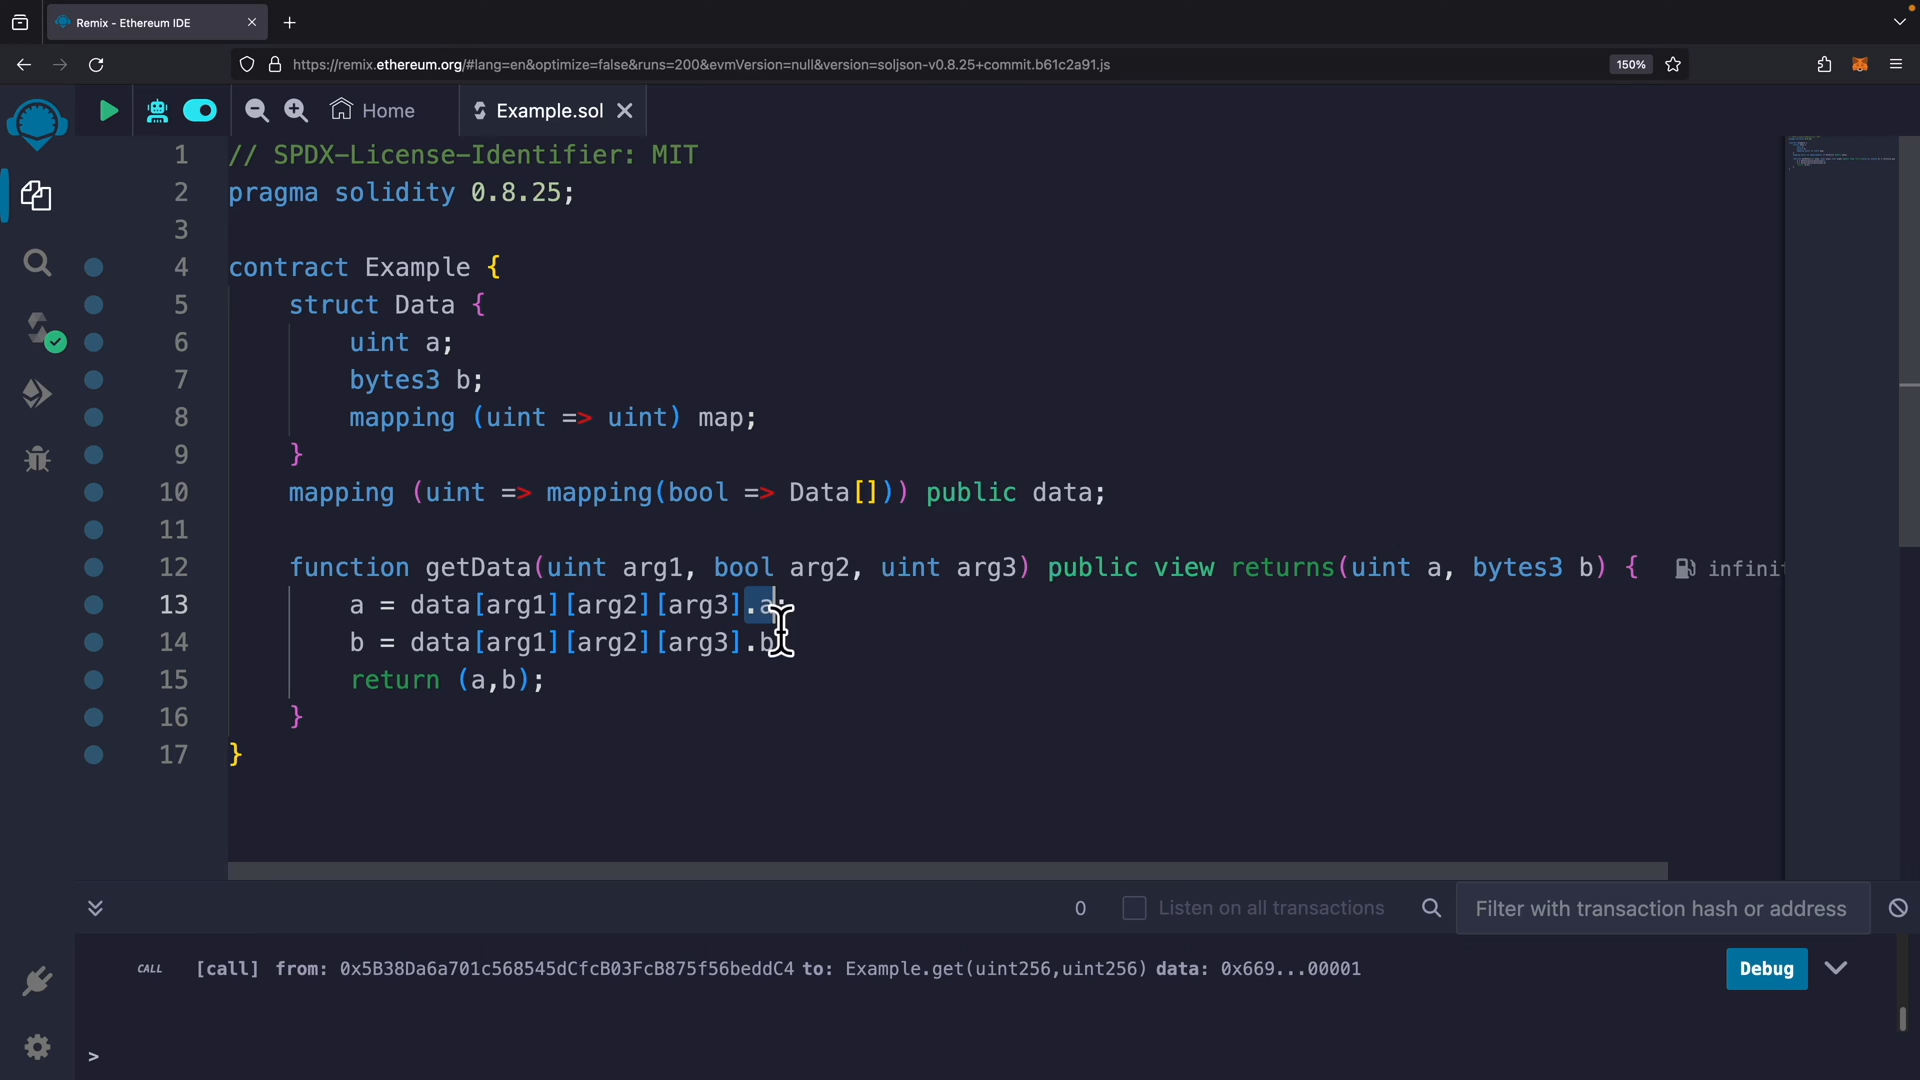 Remix - Ethereum IDE
https://remix.ethereum.org/#lang=en&optimize=false&runs=200&evmVersion=null&version=soljson-v0.8.25+commit.b61c2a91.js
150%
Home
Example.sol
1 // SPDX-License-Identifier: MIT
2 pragma solidity 0.8.25;
3
4 contract Example {
5 struct Data {
6 uint a;
7 bytes3 b;
8 mapping (uint => uint) map;
9 }
10 mapping (uint => mapping(bool => Data[])) public data;
11
12 function getData(uint arg1, bool arg2, uint arg3) public view returns(uint a, bytes3 b) { infinit
13 a = data[arg1][arg2][arg3].a;
14 b = data[arg1][arg2][arg3].b
15 return (a,b);
16 }
17 }
0
Listen on all transactions
Filter with transaction hash or address
CALL [call] from: 0x5B38Da6a701c568545dCfcB03FcB875f56beddC4 to: Example.get(uint256,uint256) data: 0x669...00001
Debug
>